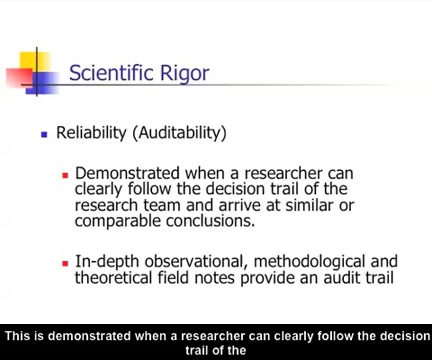 Scientific Rigor
Reliability (Auditability)
Demonstrated when a researcher can
clearly follow the decision trail of the
research team and arrive at similar or
comparable conclusions.
In-depth observational, methodological and
theoretical field notes provide an audit trail
This is demonstrated when a researcher can clearly follow the decision
trail of the